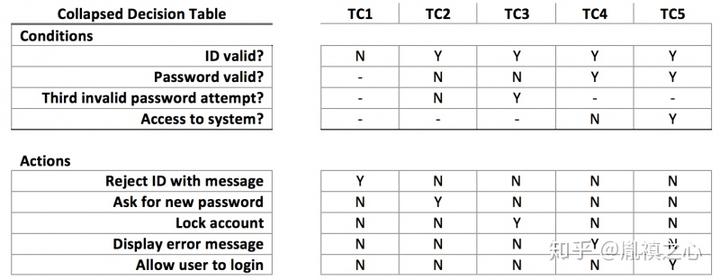 Collapsed Decision Table TC1 TC2 TC3 TC4 TC5
Conditions
ID valid? N Y Y Y Y
Password valid? - N N Y Y
Third invalid password attempt? - N Y - -
Access to system? - - - N Y
Actions
Reject ID with message Y N N N N
Ask for new password N Y N N N
Lock account N N Y N N
Display error message N N N Y N
Allow user to login N N N N Y
知乎 @胤禛之心